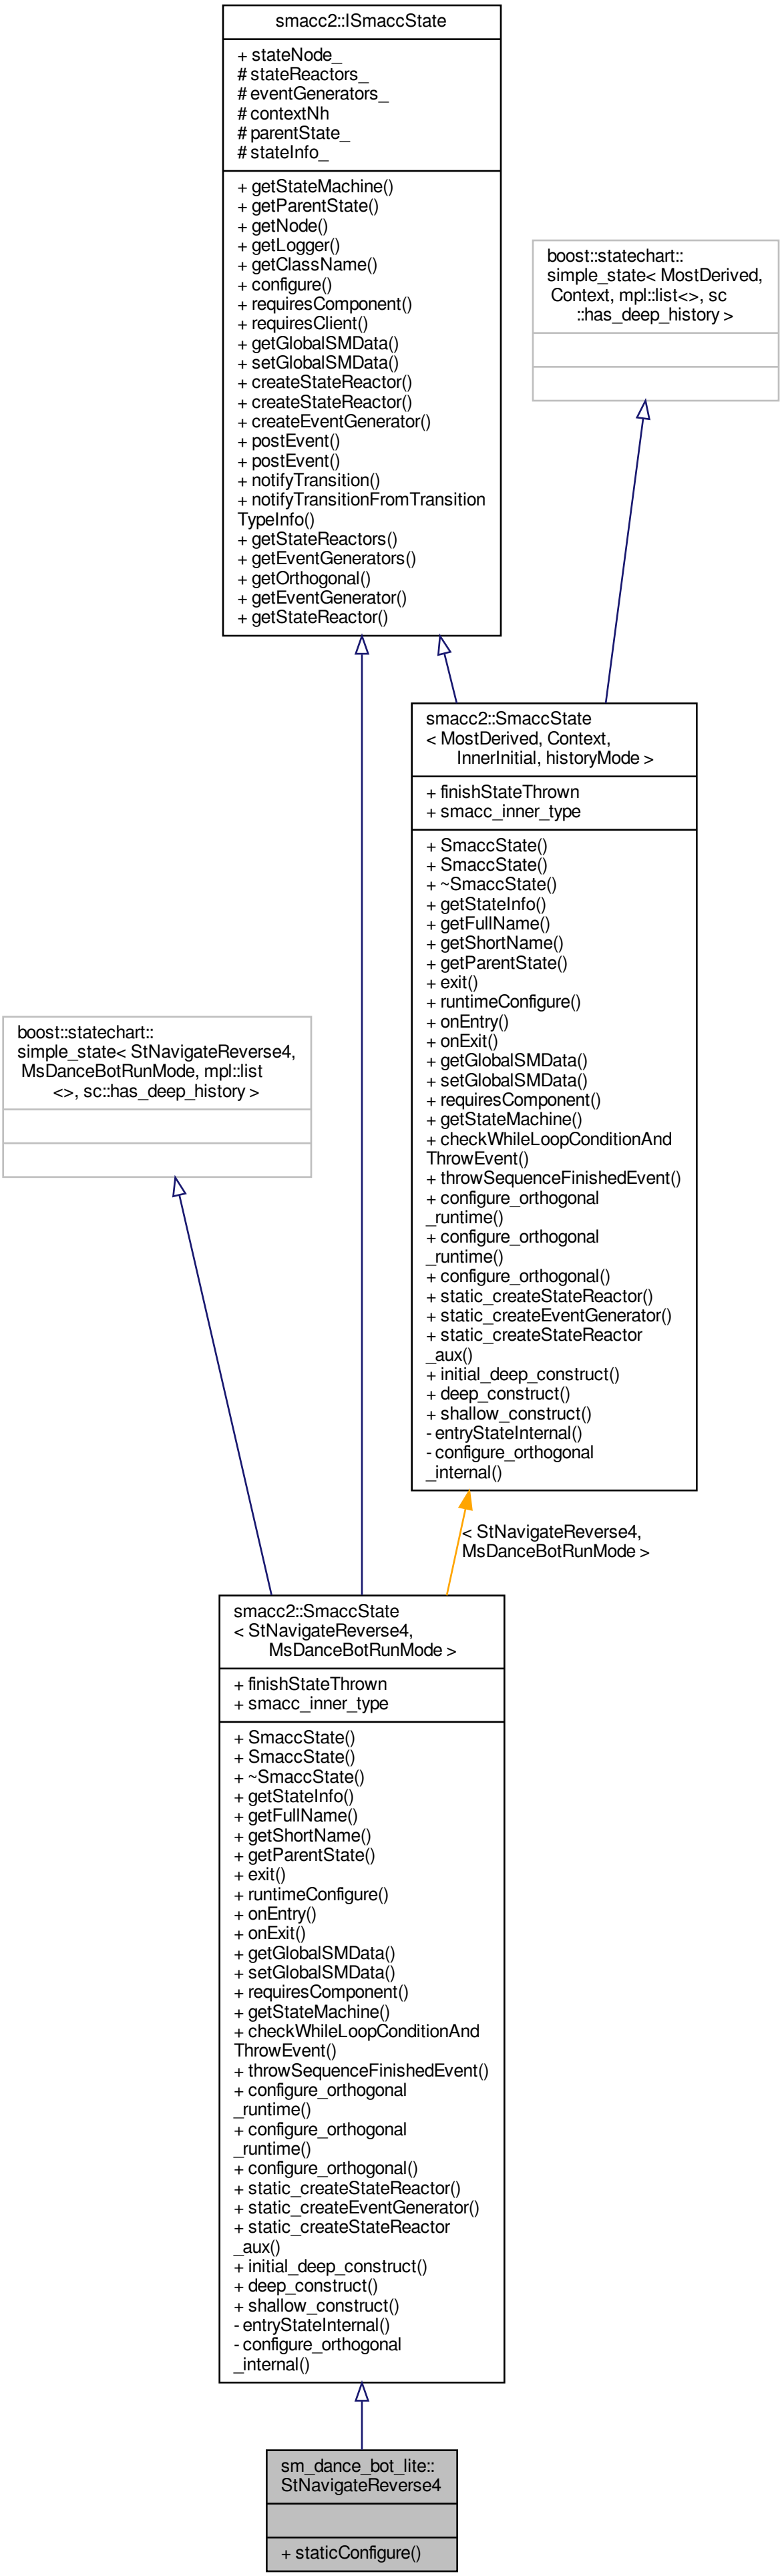 smacc2::ISmaccState
+ stateNode_
# stateReactors_
# eventGenerators_
# contextNh
# parentState_
# stateInfo_
+ getStateMachine()
+ getParentState()
+ getNode()
+ getLogger()
+ getClassName()
+ configure()
+ requiresComponent()
+ requiresClient()
+ getGlobalSMData()
+ setGlobalSMData()
+ createStateReactor()
+ createStateReactor()
+ createEventGenerator()
+ postEvent()
+ postEvent()
+ notifyTransition()
+ notifyTransitionFromTransition
TypeInfo()
+ getStateReactors()
+ getEventGenerators()
+ getOrthogonal()
+ getEventGenerator()
+ getStateReactor()
boost::statechart::
simple_state< MostDerived,
Context, mpl::list<>, sc
::has_deep_history >
smacc2::SmaccState
< MostDerived, Context,
InnerInitial, historyMode >
+ finishStateThrown
+ smacc_inner_type
+ SmaccState()
+ SmaccState()
+ ~SmaccState()
+ getStateInfo()
+ getFullName()
+ getShortName()
+ getParentState()
+ exit()
+ runtimeConfigure()
+ onEntry()
+ onExit()
+ getGlobalSMData()
+ setGlobalSMData()
+ requiresComponent()
+ getStateMachine()
+ checkWhileLoopConditionAnd
ThrowEvent()
+ throwSequenceFinishedEvent()
+ configure_orthogonal
_runtime()
+ configure_orthogonal
_runtime()
+ configure_orthogonal()
+ static_createStateReactor()
+ static_createEventGenerator()
+ static_createStateReactor
_aux()
+ initial_deep_construct()
+ deep_construct()
+ shallow_construct()
- entryStateInternal()
- configure_orthogonal
_internal()
boost::statechart::
simple_state< StNavigateReverse4,
MsDanceBotRunMode, mpl::list
<>, sc::has_deep_history >
< StNavigateReverse4,
MsDanceBotRunMode >
smacc2::SmaccState
< StNavigateReverse4,
MsDanceBotRunMode >
+ finishStateThrown
+ smacc_inner_type
+ SmaccState()
+ SmaccState()
+ ~SmaccState()
+ getStateInfo()
+ getFullName()
+ getShortName()
+ getParentState()
+ exit()
+ runtimeConfigure()
+ onEntry()
+ onExit()
+ getGlobalSMData()
+ setGlobalSMData()
+ requiresComponent()
+ getStateMachine()
+ checkWhileLoopConditionAnd
ThrowEvent()
+ throwSequenceFinishedEvent()
+ configure_orthogonal
_runtime()
+ configure_orthogonal
_runtime()
+ configure_orthogonal()
+ static_createStateReactor()
+ static_createEventGenerator()
+ static_createStateReactor
_aux()
+ initial_deep_construct()
+ deep_construct()
+ shallow_construct()
- entryStateInternal()
- configure_orthogonal
_internal()
sm_dance_bot_lite::
StNavigateReverse4
+ staticConfigure()